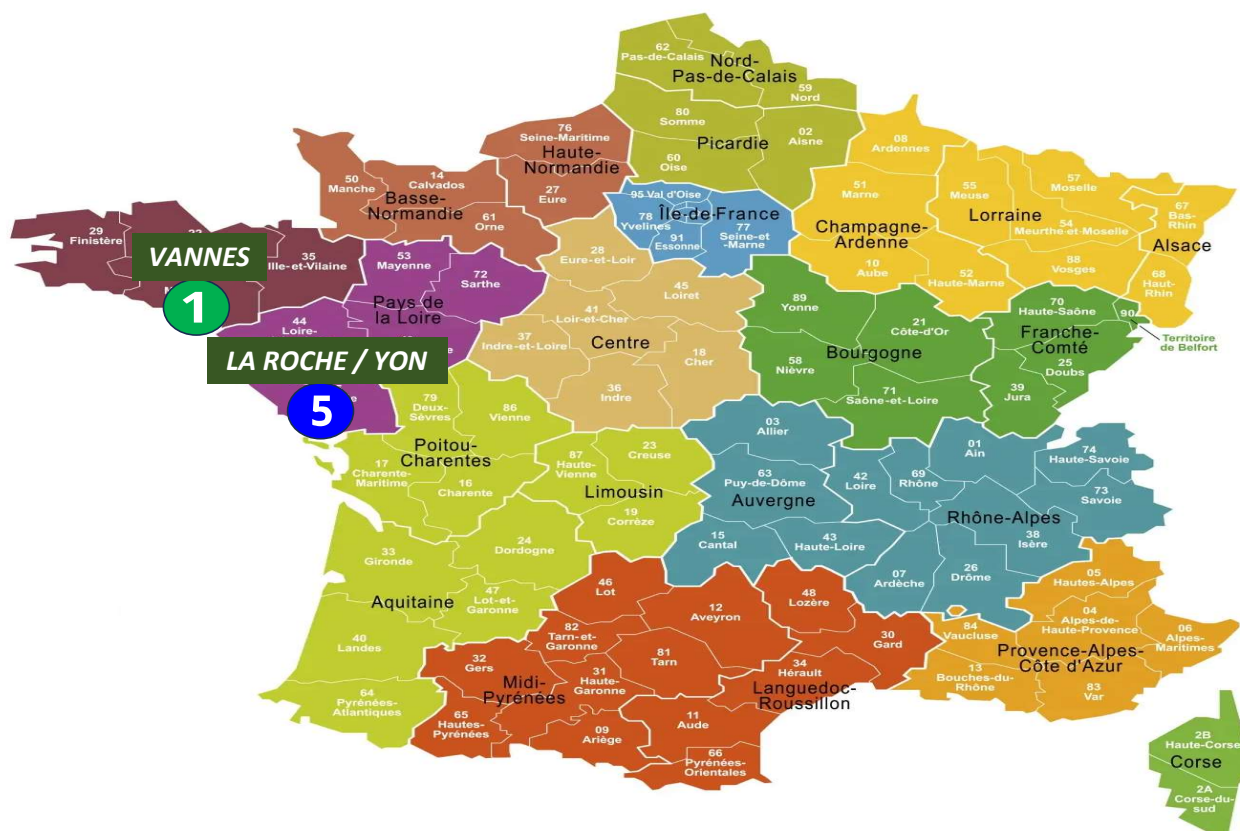 62
Pas-de-Calais
Nord-
Pas-de-Calais
59
Nord
80
Somme
02
Aisne
Picardie
60
Oise
76
Seine-Maritime
Haute-
Normandie
27
Eure
50
Manche
14
Calvados
Basse-
Normandie
61
Orne
08
Ardennes
51
Marne
Champagne-
Ardenne
10
Aube
52
Haute-Marne
55
Meuse
57
Moselle
Lorraine
54
Meurthe-et-Moselle
88
Vosges
67
Bas-
Rhin
Alsace
68
Haut-
Rhin
95 Val d'Oise
Île-de-France
78
Yvelines
91
Essonne
77
Seine-et
-Marne
29
Finistère
35
Ille-et-Vilaine
VANNES
1
53
Mayenne
72
Sarthe
Pays de
la Loire
44
Loire-
LA ROCHE / YON
5
28
Eure-et-Loir
45
Loiret
41
Loir-et-Cher
37
Indre-et-Loire
Centre
18
Cher
36
Indre
89
Yonne
21
Côte-d'Or
Bourgogne
58
Nièvre
71
Saône-et-Loire
70
Haute-Saône
90
Territoire
de Belfort
Franche-
Comté
25
Doubs
39
Jura
79
Deux-
Sèvres
86
Vienne
Poitou-
Charentes
17
Charente-
Maritime
16
Charente
23
Creuse
87
Haute-
Vienne
Limousin
19
Corrèze
03
Allier
63
Puy-de-Dôme
Auvergne
15
Cantal
43
Haute-Loire
01
Ain
74
Haute-Savoie
42
Loire
69
Rhône
73
Savoie
Rhône-Alpes
38
Isère
07
Ardèche
26
Drôme
33
Gironde
24
Dordogne
47
Lot-et-
Garonne
Aquitaine
40
Landes
64
Pyrénées-
Atlantiques
46
Lot
12
Aveyron
82
Tarn-et-
Garonne
32
Gers
31
Haute-
Garonne
81
Tarn
Midi-
Pyrénées
65
Hautes-
Pyrénées
09
Ariège
48
Lozère
30
Gard
34
Hérault
Languedoc-
Roussillon
11
Aude
66
Pyrénées-
Orientales
05
Hautes-Alpes
04
Alpes-de-
Haute-Provence
06
Alpes-
Maritimes
84
Vaucluse
Provence-Alpes-
Côte d'Azur
13
Bouches-du-
Rhône
83
Var
2B
Haute-Corse
Corse
2A
Corse-du-
sud